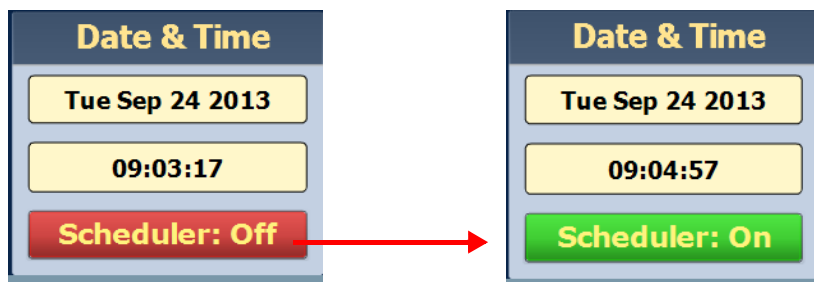 Date & Time
Tue Sep 24 2013
09:03:17
Scheduler: Off
Date & Time
Tue Sep 24 2013
09:04:57
Scheduler: On